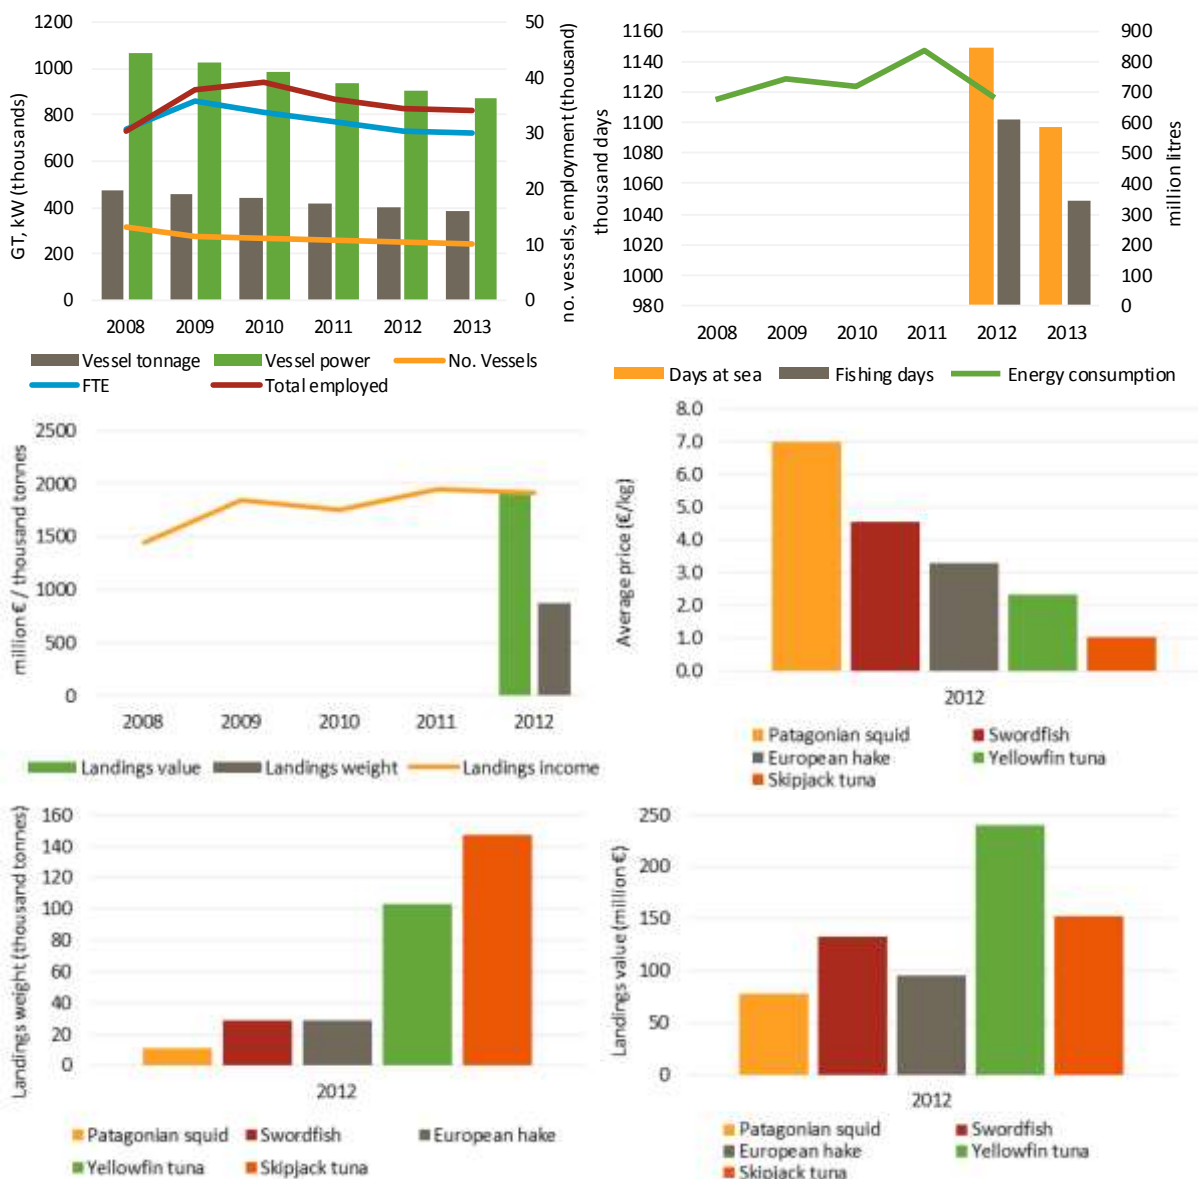 GT, kW (thousands)
1200
1000
800
600
400
200
0
50
40
30
20
10
0
no. vessels, employment (thousand)
2008 2009 2010 2011 2012 2013
Vessel tonnage Vessel power No. Vessels
FTE Total employed
thousand days
1160
1140
1120
1100
1080
1060
1040
1020
1000
980
900
800
700
600
500
400
300
200
100
0
million litres
2008 2009 2010 2011 2012 2013
Days at sea Fishing days Energy consumption
million € / thousand tonnes
2500
2000
1500
1000
500
0
2008 2009 2010 2011 2012
Landings value Landings weight Landings income
Average price (€/kg)
8.0
7.0
6.0
5.0
4.0
3.0
2.0
1.0
0.0
2012
Patagonian squid Swordfish
European hake Yellowfin tuna
Skipjack tuna
Landings weight (thousand tonnes)
160
140
120
100
80
60
40
20
0
2012
Patagonian squid Swordfish European hake
Yellowfin tuna Skipjack tuna
Landings value (million €)
250
200
150
100
50
0
2012
Patagonian squid Swordfish
European hake Yellowfin tuna
Skipjack tuna